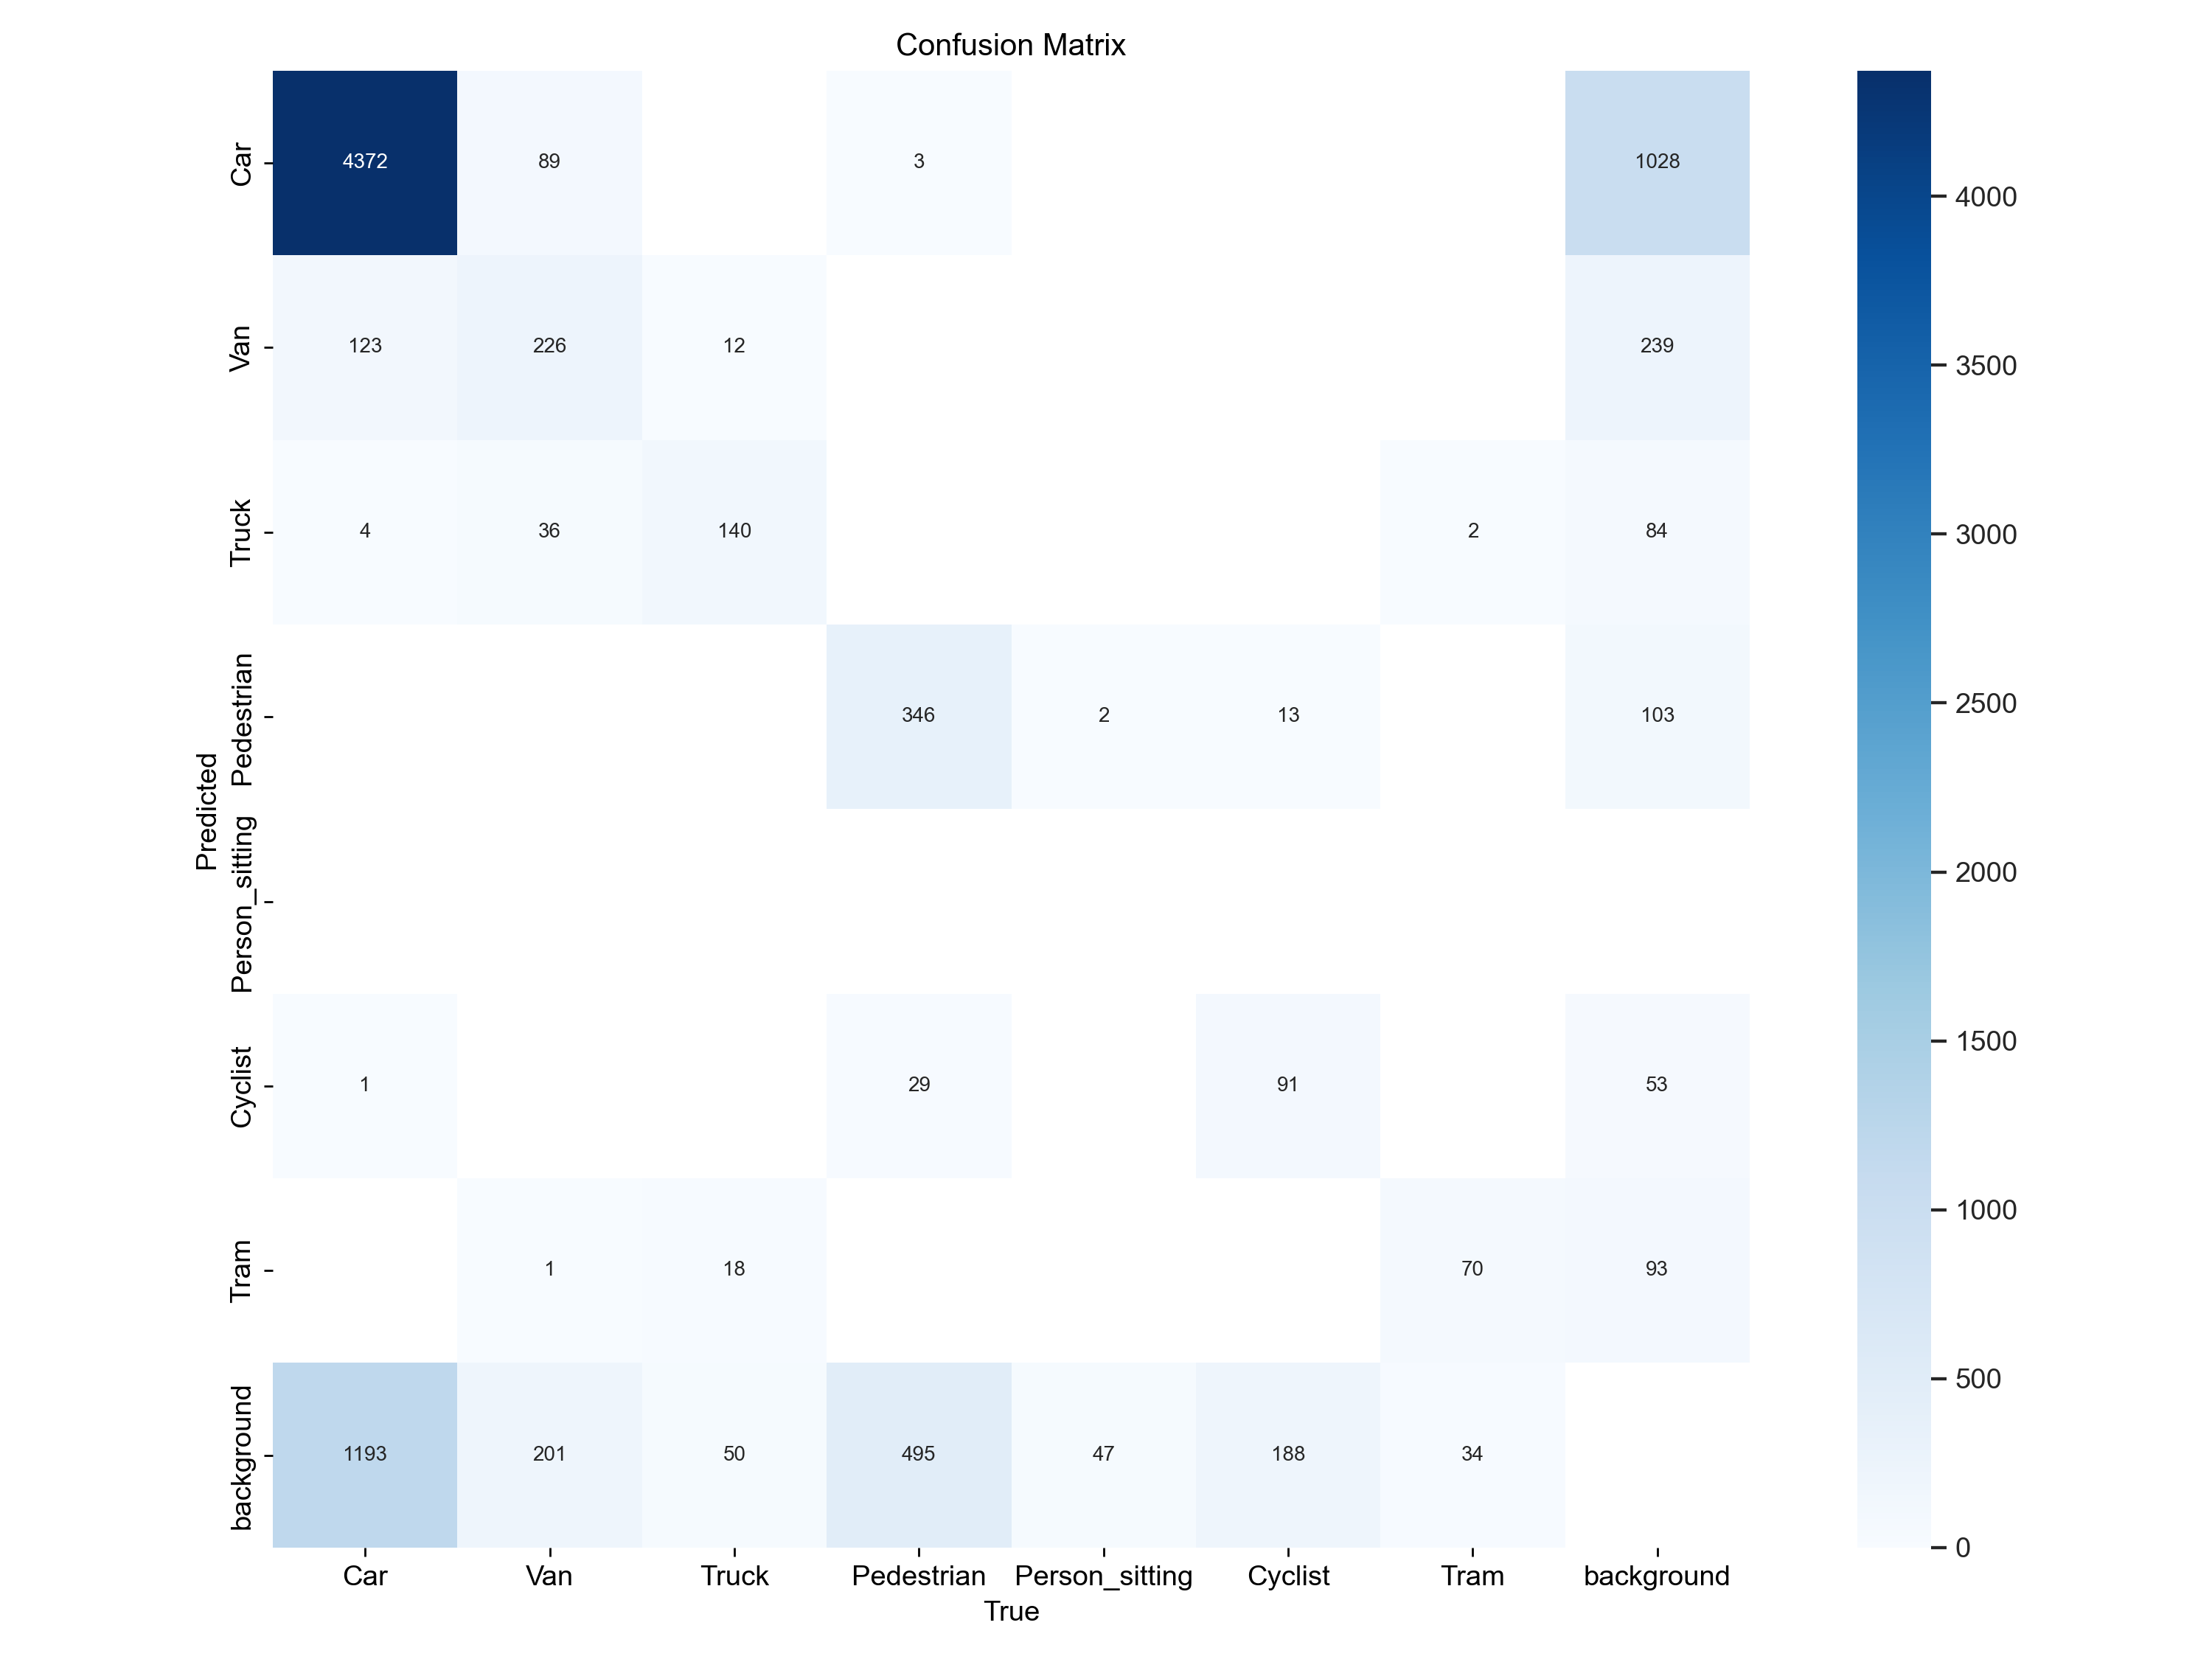 Confusion Matrix
Car
4372
89
3
1028
Van
123
226
12
239
Truck
4
36
140
2
84
Pedestrian
346
2
13
103
Person_sitting
Cyclist
1
29
91
53
Tram
1
18
70
93
background
1193
201
50
495
47
188
34
Predicted
Car
Van
Truck
Pedestrian
Person_sitting
Cyclist
Tram
background
True
4000
3500
3000
2500
2000
1500
1000
500
0